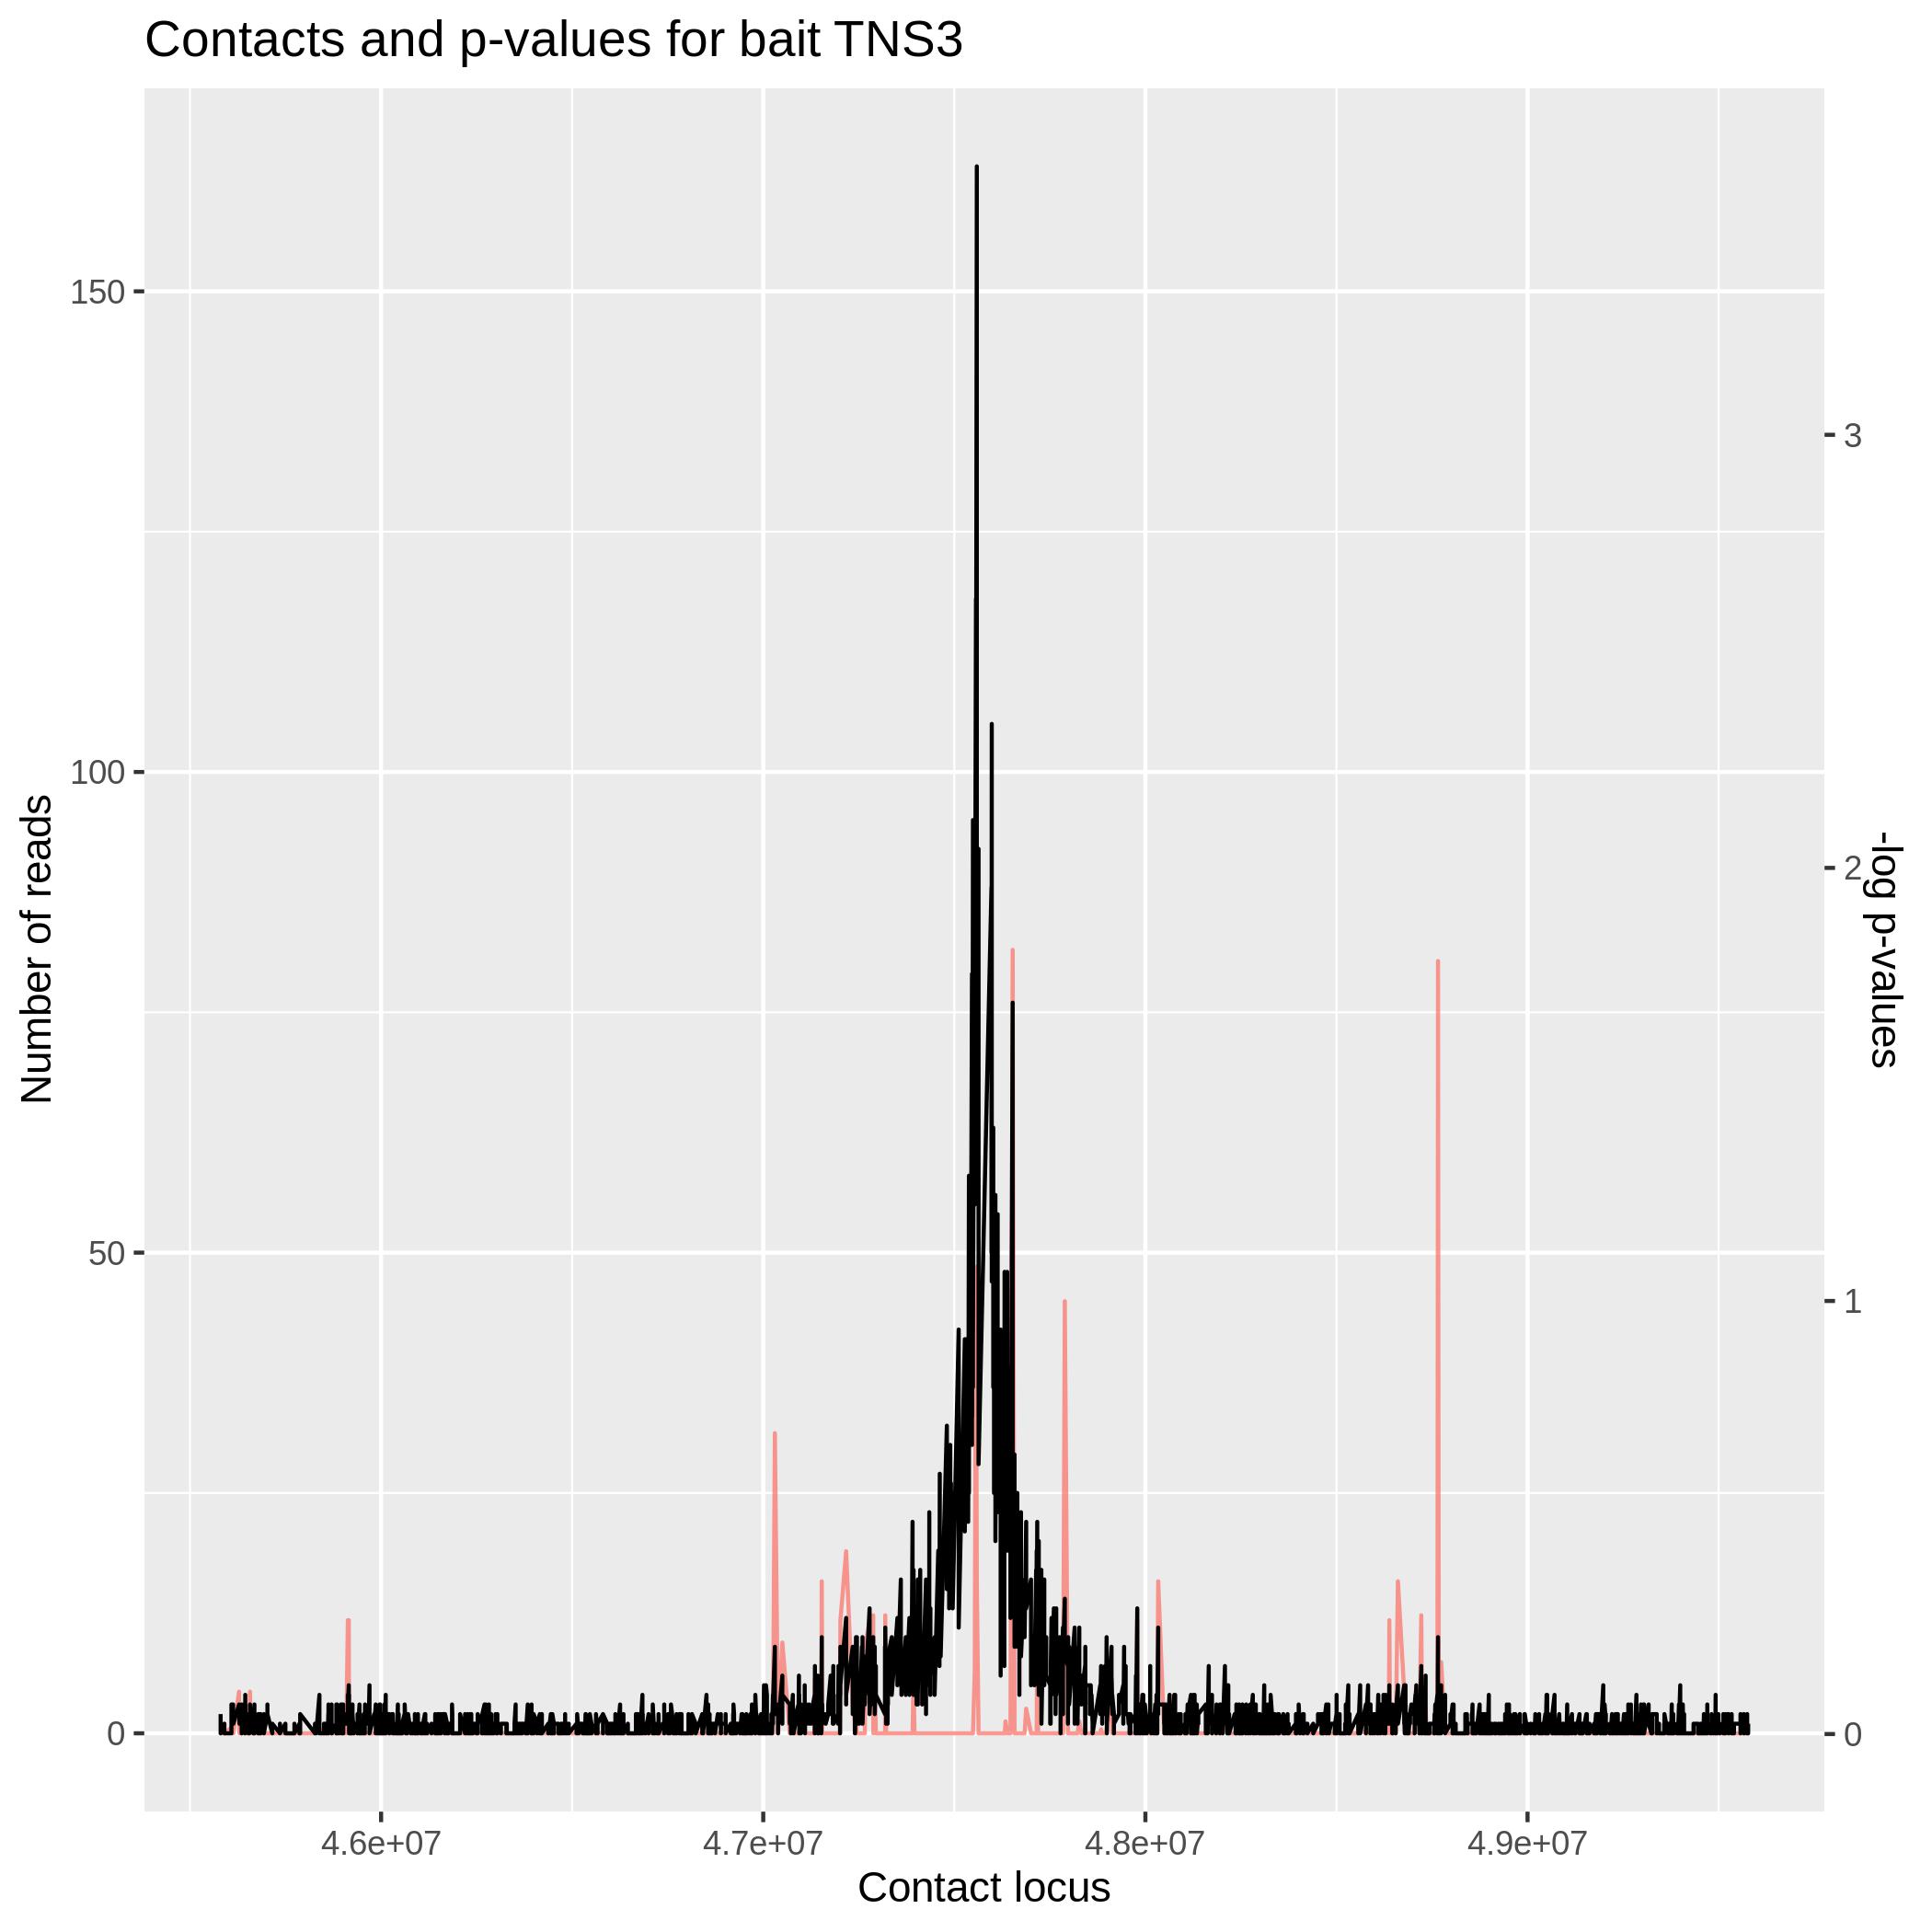 Contacts and p-values for bait TNS3
Number of reads
150
100
50
0
3
2
1
0
-log p-values
4.6e+07
4.7e+07
4.8e+07
4.9e+07
Contact locus